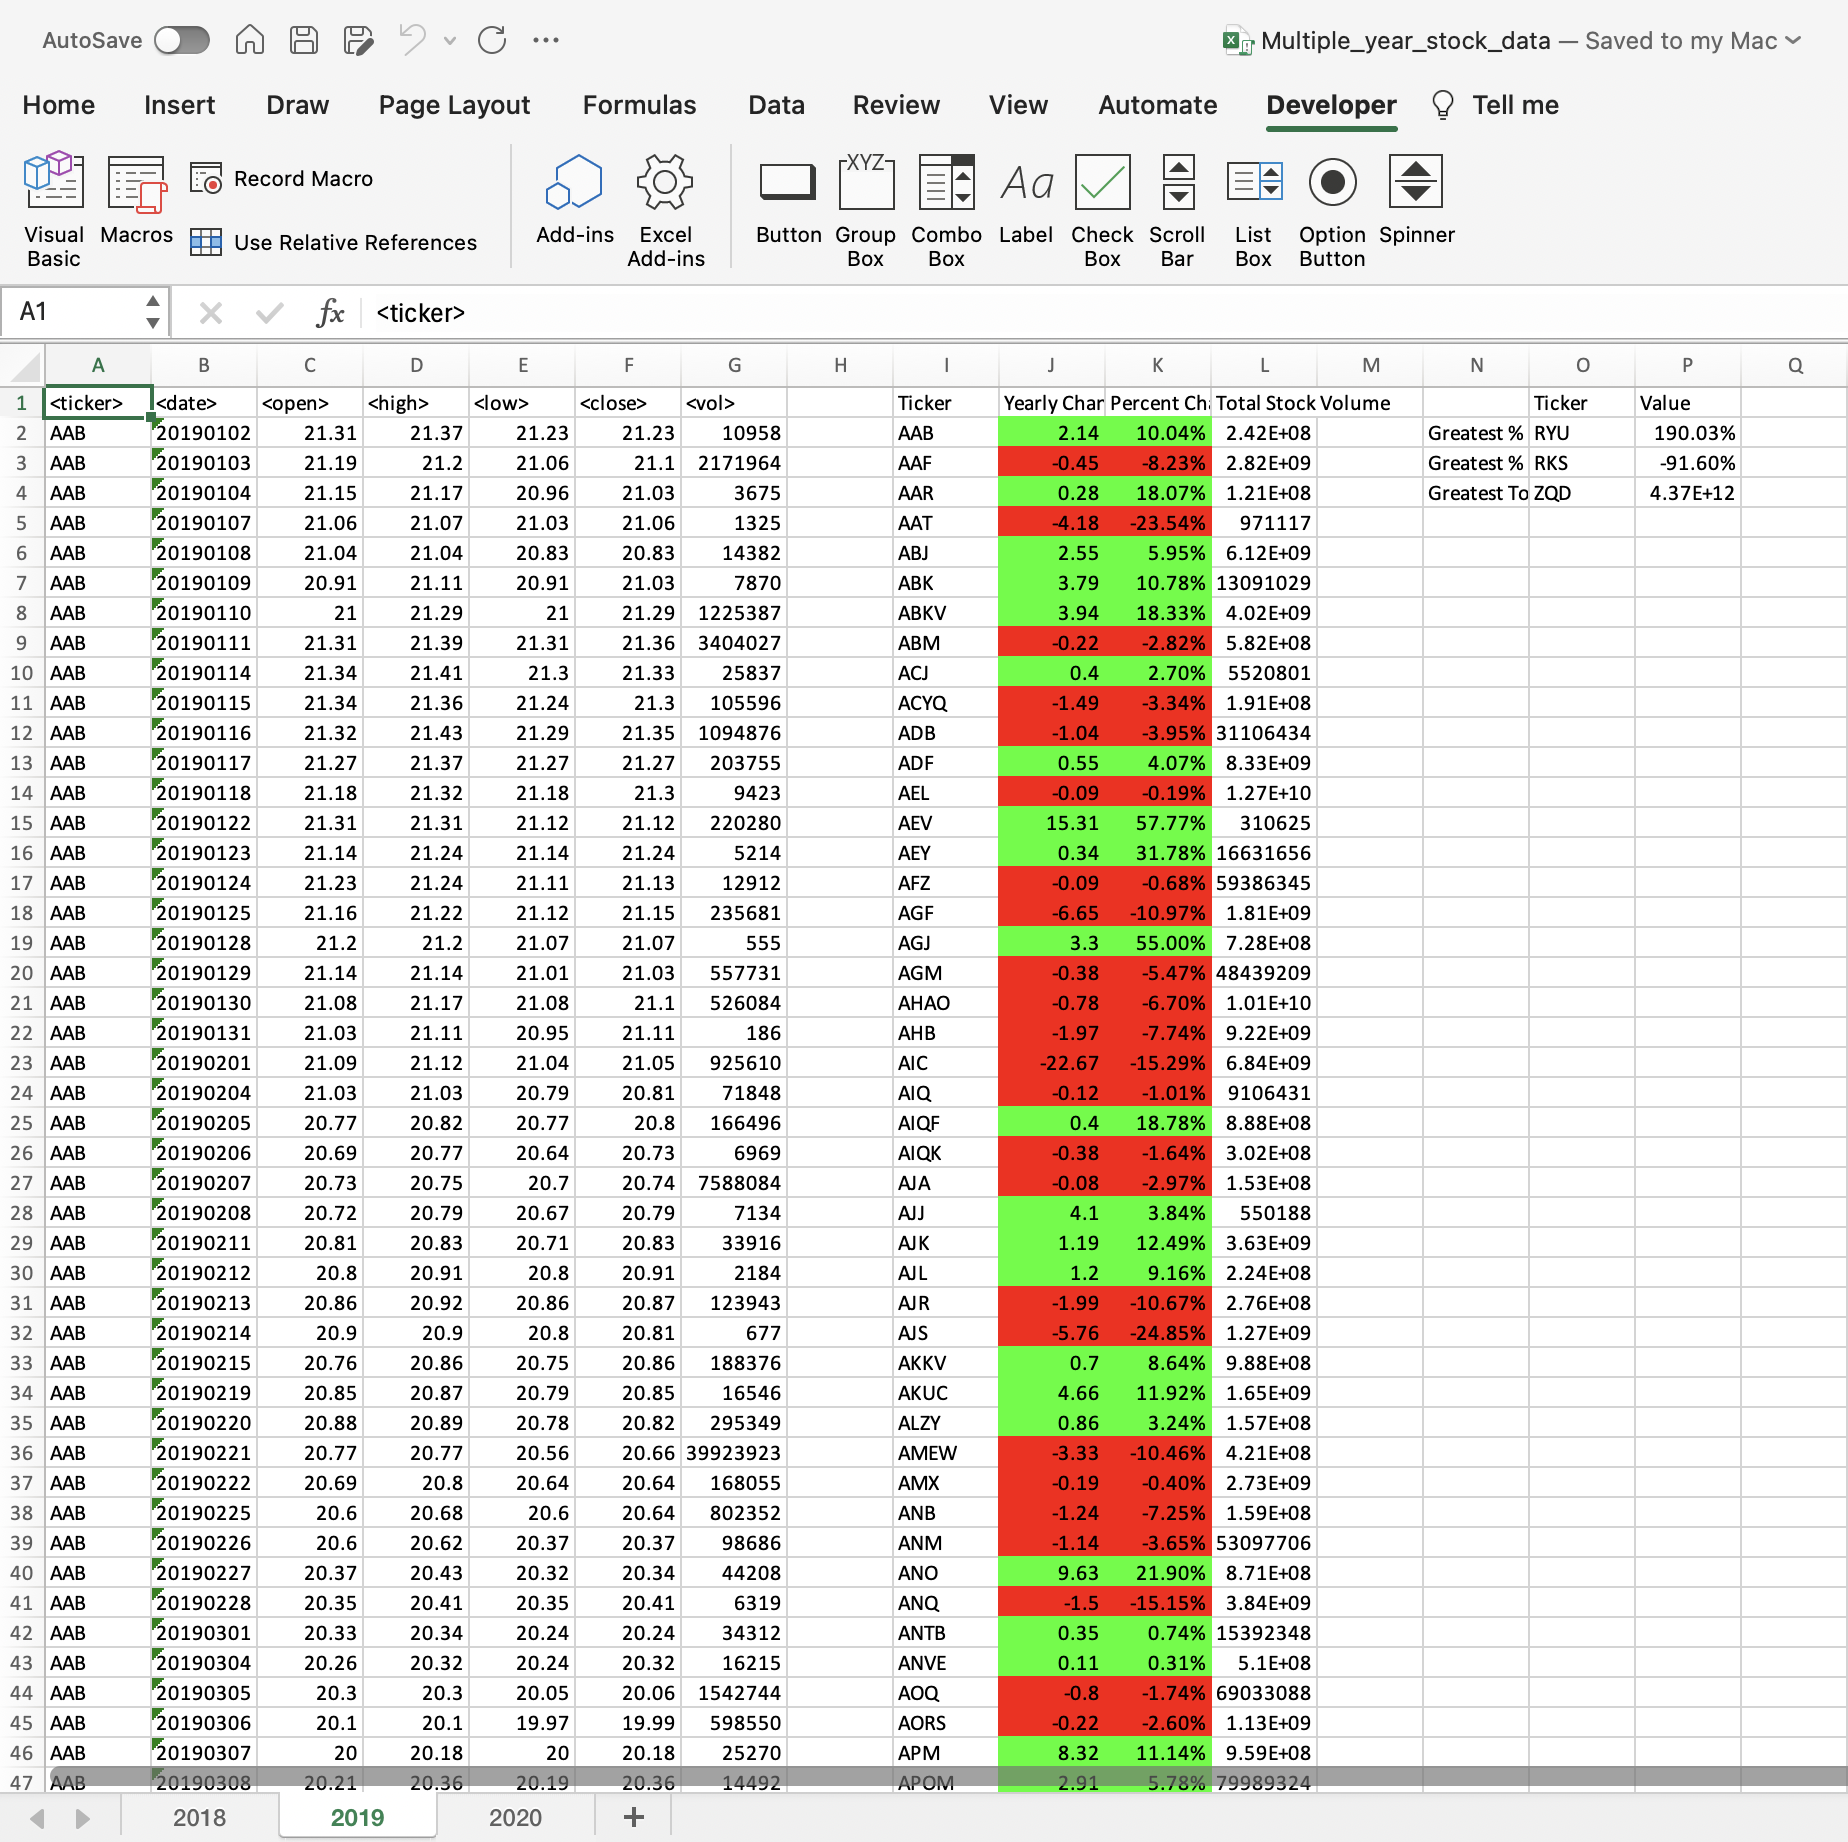 AutoSave Multiple_year_stock_data — Saved to my Mac
Home Insert Draw Page Layout Formulas Data Review View Automate Developer Tell me
Visual Basic Macros Record Macro Use Relative References Add-ins Excel Add-ins Button Group Box XYZ Combo Box Aa Label Check Box Scroll Bar List Box Option Button Spinner
A1 fx <ticker>
A B C D E F G H I J K L M N O P Q
1 <ticker> <date> <open> <high> <low> <close> <vol> Ticker Yearly Char Percent Ch Total Stock Volume Ticker Value
2 AAB 20190102 21.31 21.37 21.23 21.23 10958 AAB 2.14 10.04% 2.42E+08 Greatest % RYU 190.03%
3 AAB 20190103 21.19 21.2 21.06 21.1 2171964 AAF -0.45 -8.23% 2.82E+09 Greatest % RKS -91.60%
4 AAB 20190104 21.15 21.17 20.96 21.03 3675 AAR 0.28 18.07% 1.21E+08 Greatest To ZQD 4.37E+12
5 AAB 20190107 21.06 21.07 21.03 21.06 1325 AAT -4.18 -23.54% 971117
6 AAB 20190108 21.04 21.04 20.83 20.83 14382 ABJ 2.55 5.95% 6.12E+09
7 AAB 20190109 20.91 21.11 20.91 21.03 7870 ABK 3.79 10.78% 13091029
8 AAB 20190110 21 21.29 21 21.29 1225387 ABKV 3.94 18.33% 4.02E+09
9 AAB 20190111 21.31 21.39 21.31 21.36 3404027 ABM -0.22 -2.82% 5.82E+08
10 AAB 20190114 21.34 21.41 21.3 21.33 25837 ACJ 0.4 2.70% 5520801
11 AAB 20190115 21.34 21.36 21.24 21.3 105596 ACYQ -1.49 -3.34% 1.91E+08
12 AAB 20190116 21.32 21.43 21.29 21.35 1094876 ADB -1.04 -3.95% 31106434
13 AAB 20190117 21.27 21.37 21.27 21.27 203755 ADF 0.55 4.07% 8.33E+09
14 AAB 20190118 21.18 21.32 21.18 21.3 9423 AEL -0.09 -0.19% 1.27E+10
15 AAB 20190122 21.31 21.31 21.12 21.12 220280 AEV 15.31 57.77% 310625
16 AAB 20190123 21.14 21.24 21.14 21.24 5214 AEY 0.34 31.78% 16631656
17 AAB 20190124 21.23 21.24 21.11 21.13 12912 AFZ -0.09 -0.68% 59386345
18 AAB 20190125 21.16 21.22 21.12 21.15 235681 AGF -6.65 -10.97% 1.81E+09
19 AAB 20190128 21.2 21.2 21.07 21.07 555 AGJ 3.3 55.00% 7.28E+08
20 AAB 20190129 21.14 21.14 21.01 21.03 557731 AGM -0.38 -5.47% 48439209
21 AAB 20190130 21.08 21.17 21.08 21.1 526084 AHAO -0.78 -6.70% 1.01E+10
22 AAB 20190131 21.03 21.11 20.95 21.11 186 AHB -1.97 -7.74% 9.22E+09
23 AAB 20190201 21.09 21.12 21.04 21.05 925610 AIC -22.67 -15.29% 6.84E+09
24 AAB 20190204 21.03 21.03 20.79 20.81 71848 AIQ -0.12 -1.01% 9106431
25 AAB 20190205 20.77 20.82 20.77 20.8 166496 AIQF 0.4 18.78% 8.88E+08
26 AAB 20190206 20.69 20.77 20.64 20.73 6969 AIQK -0.38 -1.64% 3.02E+08
27 AAB 20190207 20.73 20.75 20.7 20.74 7588084 AJA -0.08 -2.97% 1.53E+08
28 AAB 20190208 20.72 20.79 20.67 20.79 7134 AJJ 4.1 3.84% 550188
29 AAB 20190211 20.81 20.83 20.71 20.83 33916 AJK 1.19 12.49% 3.63E+09
30 AAB 20190212 20.8 20.91 20.8 20.91 2184 AJL 1.2 9.16% 2.24E+08
31 AAB 20190213 20.86 20.92 20.86 20.87 123943 AJR -1.99 -10.67% 2.76E+08
32 AAB 20190214 20.9 20.9 20.8 20.81 677 AJS -5.76 -24.85% 1.27E+09
33 AAB 20190215 20.76 20.86 20.75 20.86 188376 AKKV 0.7 8.64% 9.88E+08
34 AAB 20190219 20.85 20.87 20.79 20.85 16546 AKUC 4.66 11.92% 1.65E+09
35 AAB 20190220 20.88 20.89 20.78 20.82 295349 ALZY 0.86 3.24% 1.57E+08
36 AAB 20190221 20.77 20.77 20.56 20.66 39923923 AMEW -3.33 -10.46% 4.21E+08
37 AAB 20190222 20.69 20.8 20.64 20.64 168055 AMX -0.19 -0.40% 2.73E+09
38 AAB 20190225 20.6 20.68 20.6 20.64 802352 ANB -1.24 -7.25% 1.59E+08
39 AAB 20190226 20.6 20.62 20.37 20.37 98686 ANM -1.14 -3.65% 53097706
40 AAB 20190227 20.37 20.43 20.32 20.34 44208 ANO 9.63 21.90% 8.71E+08
41 AAB 20190228 20.35 20.41 20.35 20.41 6319 ANQ -1.5 -15.15% 3.84E+09
42 AAB 20190301 20.33 20.34 20.24 20.24 34312 ANTB 0.35 0.74% 15392348
43 AAB 20190304 20.26 20.32 20.24 20.32 16215 ANVE 0.11 0.31% 5.1E+08
44 AAB 20190305 20.3 20.3 20.05 20.06 1542744 AOQ -0.8 -1.74% 69033088
45 AAB 20190306 20.1 20.1 19.97 19.99 598550 AORS -0.22 -2.60% 1.13E+09
46 AAB 20190307 20 20.18 20 20.18 25270 APM 8.32 11.14% 9.59E+08
47 AAB 20190308 20.21 20.36 20.19 20.36 14492 APOM 2.91 5.78% 79989324
2018 2019 2020 +